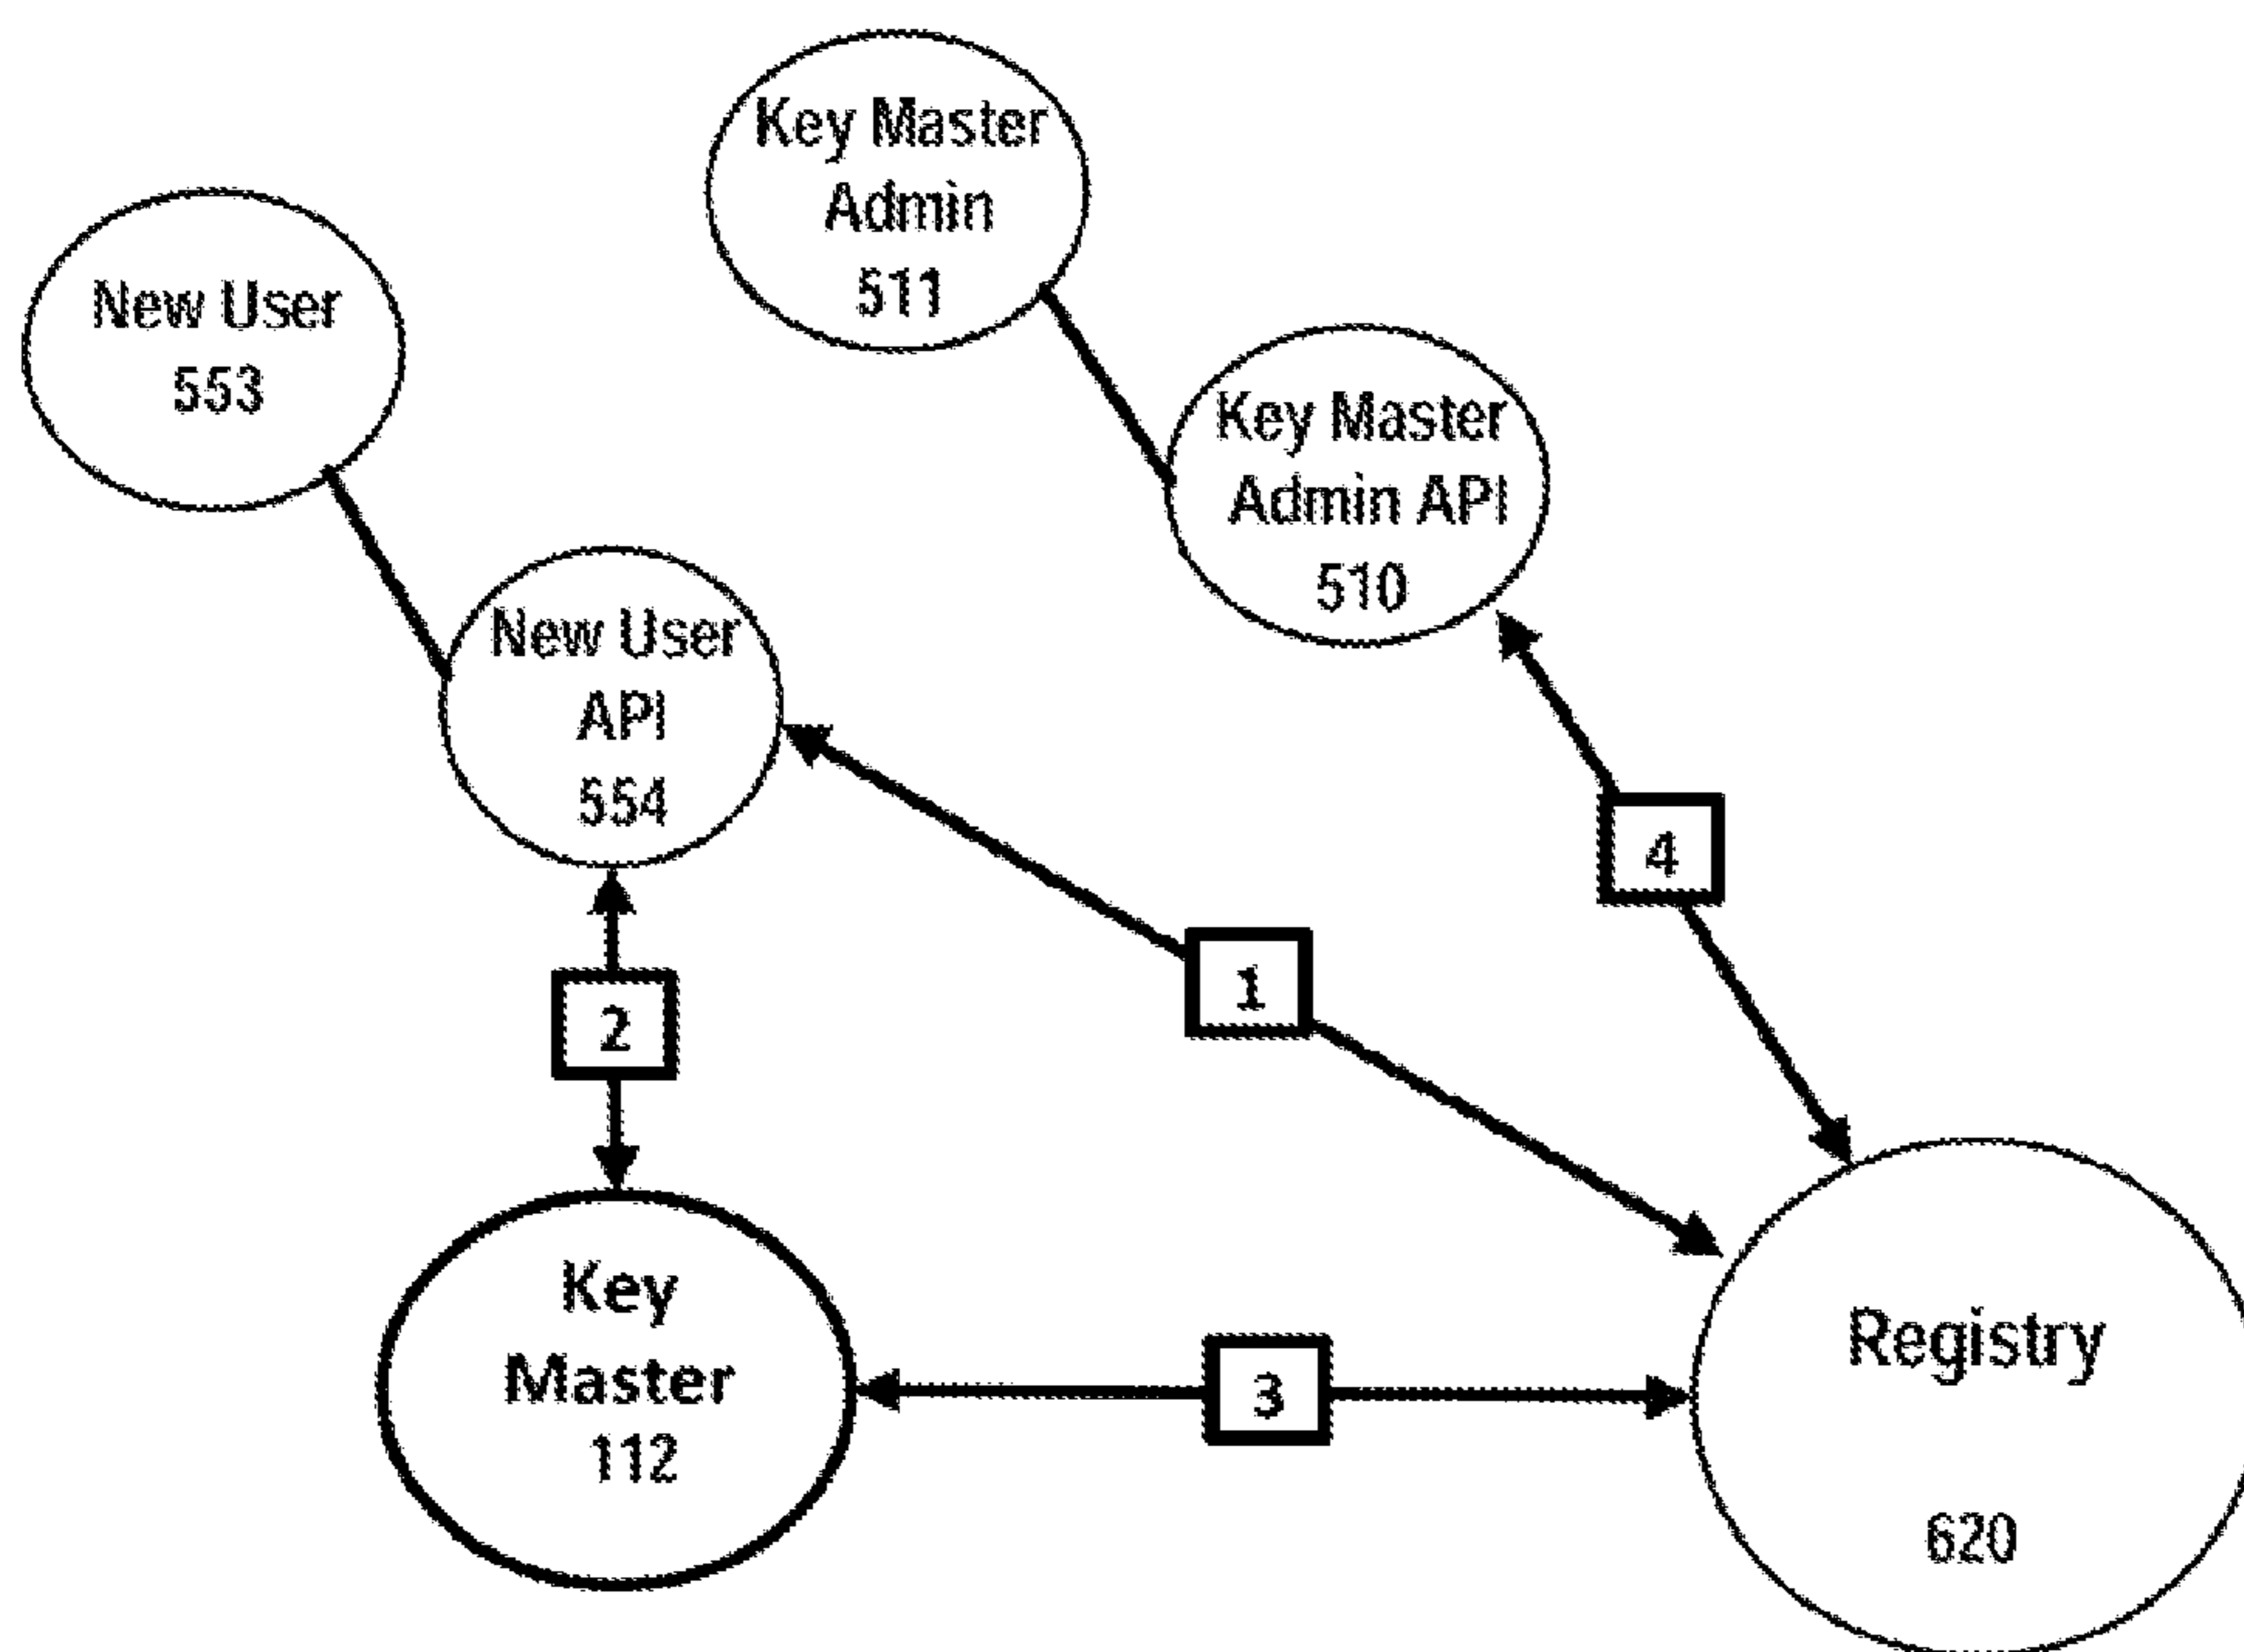 Key Master
Admin
511
New User
553
Key Master
Admin API
510
New User
API
554
4
1
2
Key
Master
112
3
Registry
620